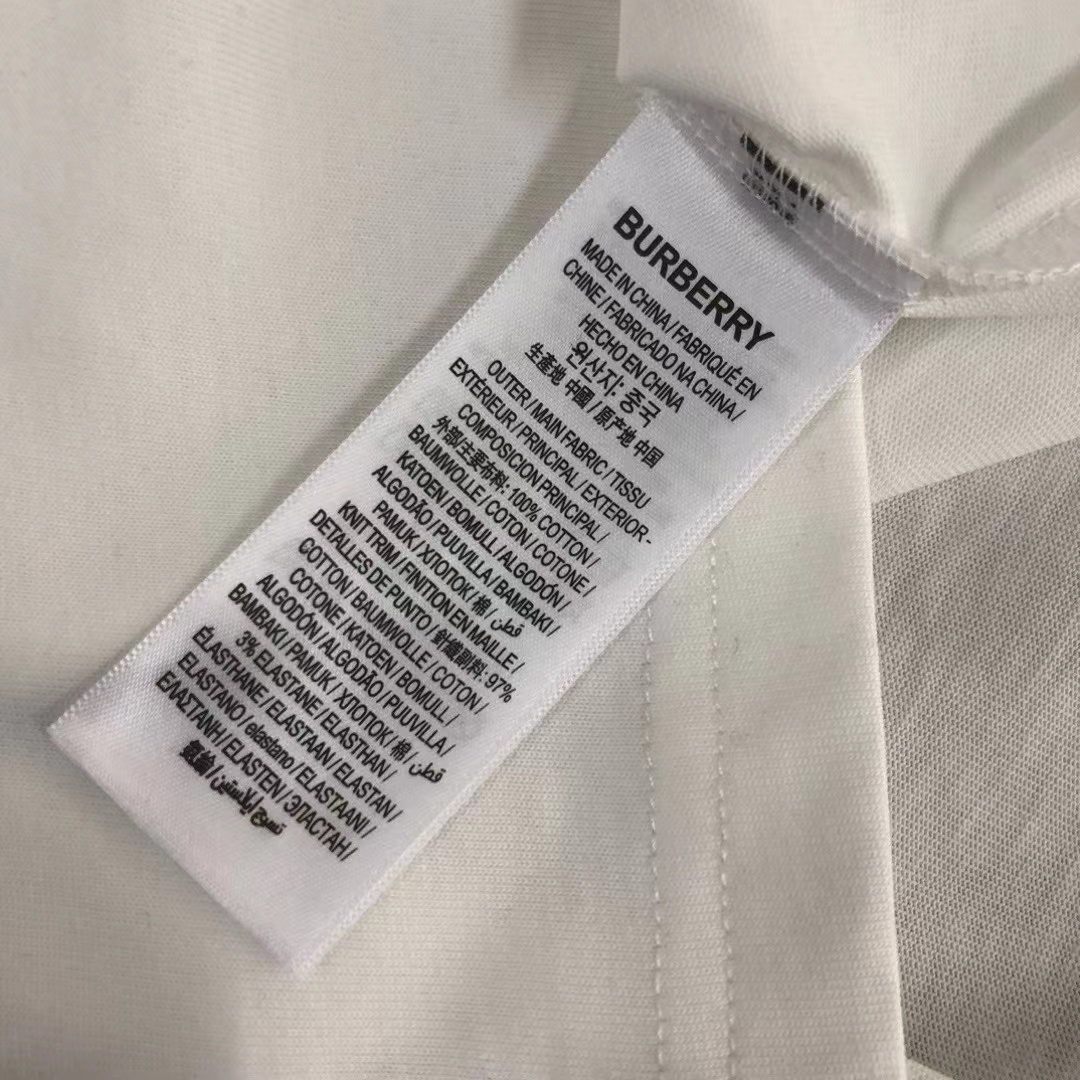 BURBERRY
MADE IN CHINA / FABRIQUÉ EN
CHINE / FABRICADO NA CHINA /
HECHO EN CHINA
원산지: 중국
生產地 中國 / 原产地 中国
OUTER / MAIN FABRIC / TISSU
EXTÉRIEUR / PRINCIPAL / EXTERIOR-
COMPOSICION PRINCIPAL /
外部/主要布料: 100% COTTON /
BAUMWOLLE / COTON / COTONE /
KATOEN / BOMULL / ALGODÓN /
ALGODÃO / PUUVILLA / BAMBAKI /
PAMUK / ХЛОПОК / 棉 / قطن
KNIT TRIM / FINITION EN MAILLE /
DETALLES DE PUNTO / 針織副料: 97%
COTTON / BAUMWOLLE / COTON /
COTONE / KATOEN / BOMULL /
ALGODÓN / ALGODÃO / PUUVILLA /
BAMBAKI / PAMUK / ХЛОПОК / 棉 / قطن
3% ELASTANE / ELASTHAN /
ÉLASTHANE / ELASTAAN / ELASTAN /
ELASTANO / elastano / ELASTAANI /
ΕΛΑΣΤΑΝΗ / ELASTEN / ЭЛАСТАН /
氨綸 / نسيج إيلاستين